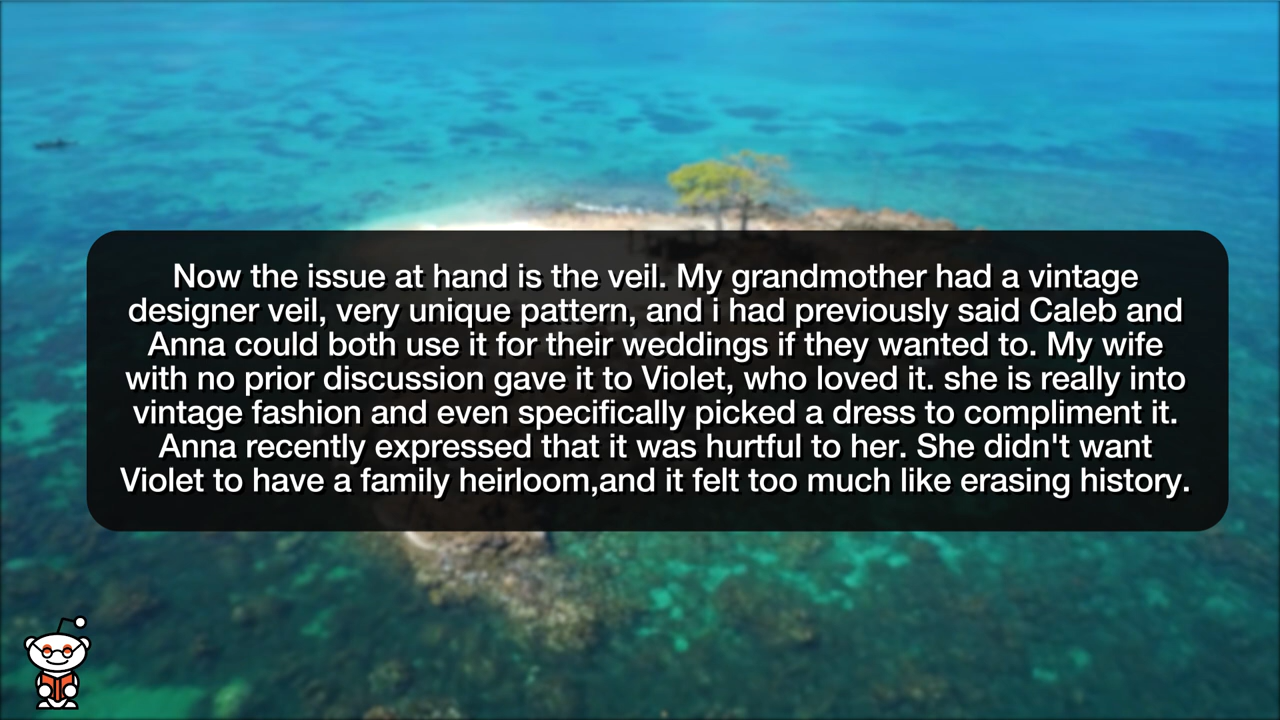 Now the issue at hand is the veil. My grandmother had a vintage
designer veil, very unique pattern, and i had previously said Caleb and
Anna could both use it for their weddings if they wanted to. My wife
with no prior discussion gave it to Violet, who loved it. she is really into
vintage fashion and even specifically picked a dress to compliment it.
Anna recently expressed that it was hurtful to her. She didn't want
Violet to have a family heirloom,and it felt too much like erasing history.